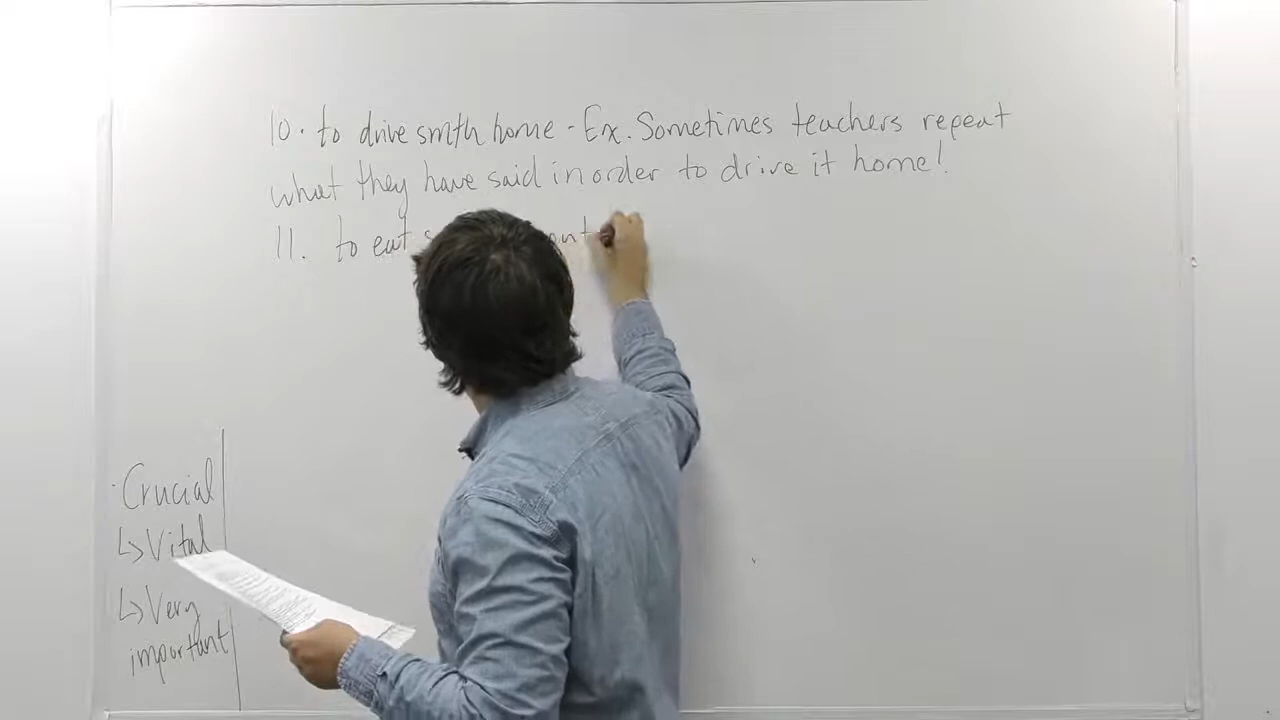 10. to drive smth home - Ex. Sometimes teachers repeat
what they have said in order to drive it home!
11. to eat
Crucial
↳ Vital
↳ Very
important